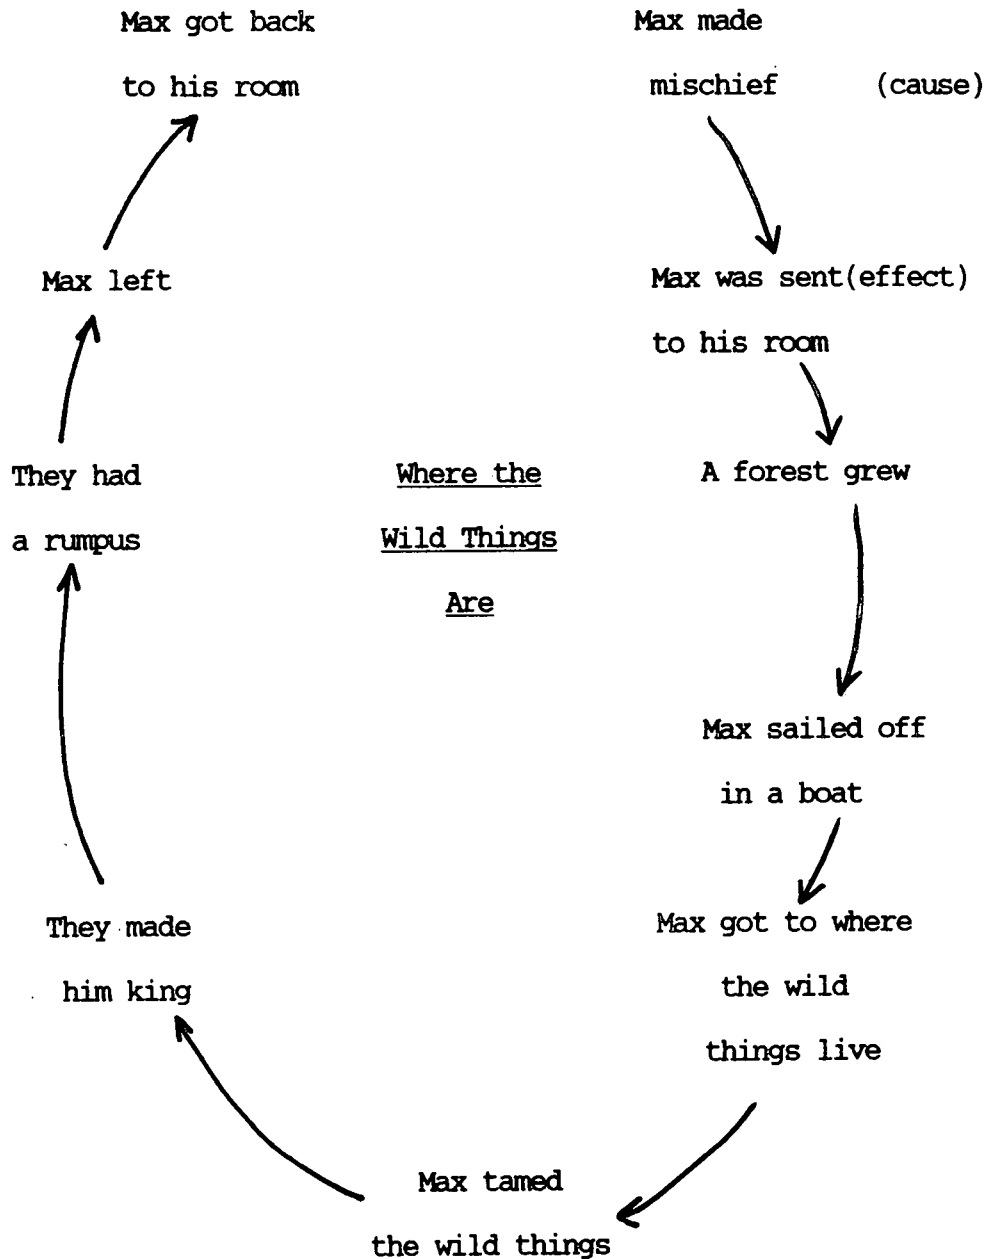 Max made
mischief (cause)
Max was sent(effect)
to his room
A forest grew
Max sailed off
in a boat
Max got to where
the wild
things live
Max tamed
the wild things
They made
him king
They had
a rumpus
Max left
Max got back
to his room
Where the
Wild Things
Are